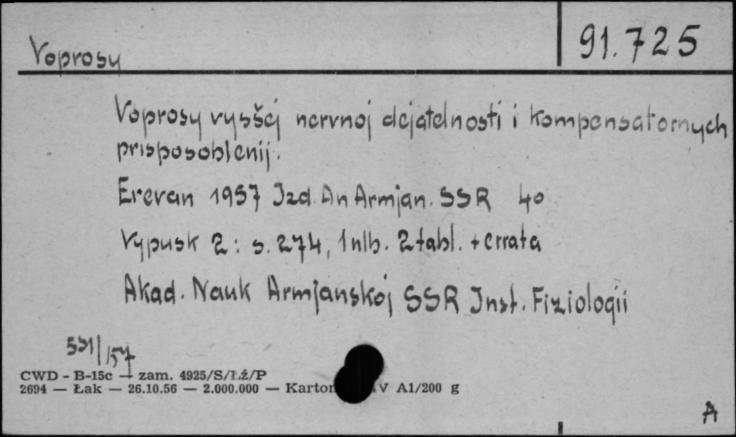 Voprosy
91.725
Voprosy vysšej nervnoj dejatelnosti i kompensatornych
prisposoblenij.
Erevan 1957 Izd. An Armjan. SSR 40
Vypusk 2: s. 274, 1 nlb. 2 tabl. + errata
Akad. Nauk Armjanskoj SSR Inst. Fiziologii
591/57
CWD - B-15c — zam. 4925/S/Łź/P
2694 — Łak — 26.10.56 — 2.000.000 — Karton V A1/200 g
A